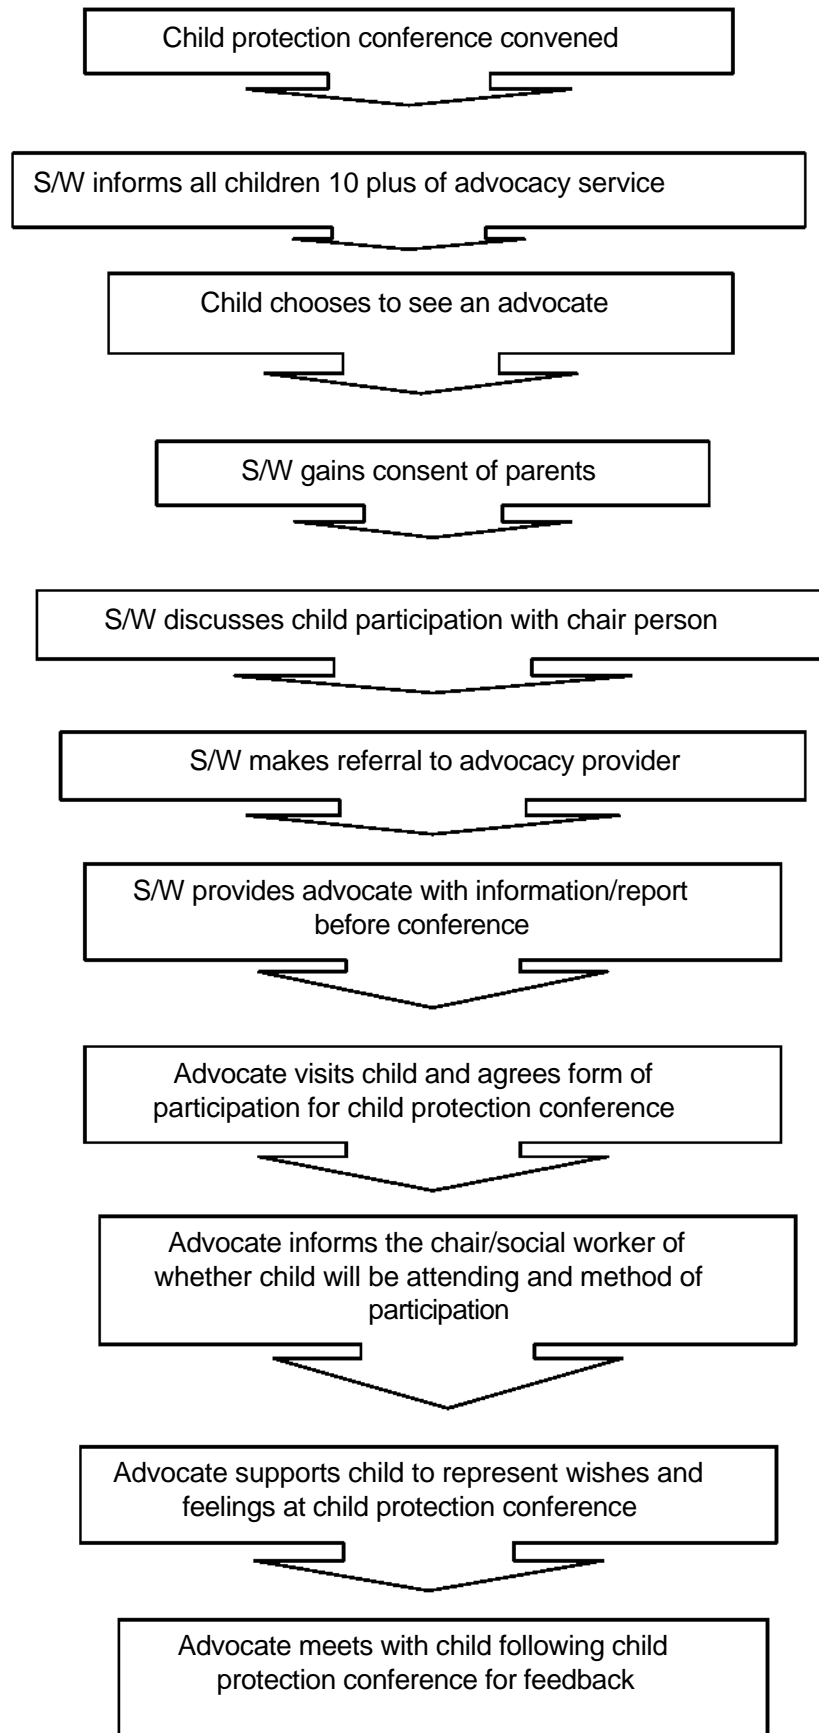 Child protection conference convened
S/W informs all children 10 plus of advocacy service
Child chooses to see an advocate
S/W gains consent of parents
S/W discusses child participation with chair person
S/W makes referral to advocacy provider
S/W provides advocate with information/report
before conference
Advocate visits child and agrees form of
participation for child protection conference
Advocate informs the chair/social worker of
whether child will be attending and method of
participation
Advocate supports child to represent wishes and
feelings at child protection conference
Advocate meets with child following child
protection conference for feedback